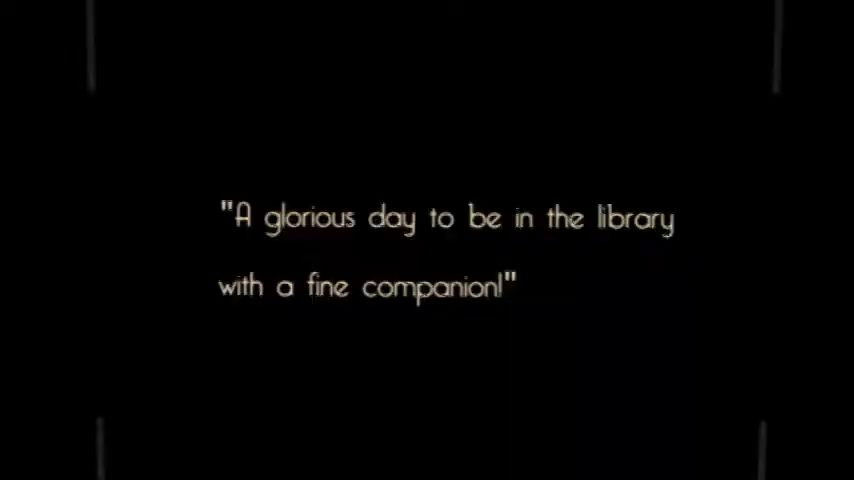 "A glorious day to be in the library
with a fine companion!"